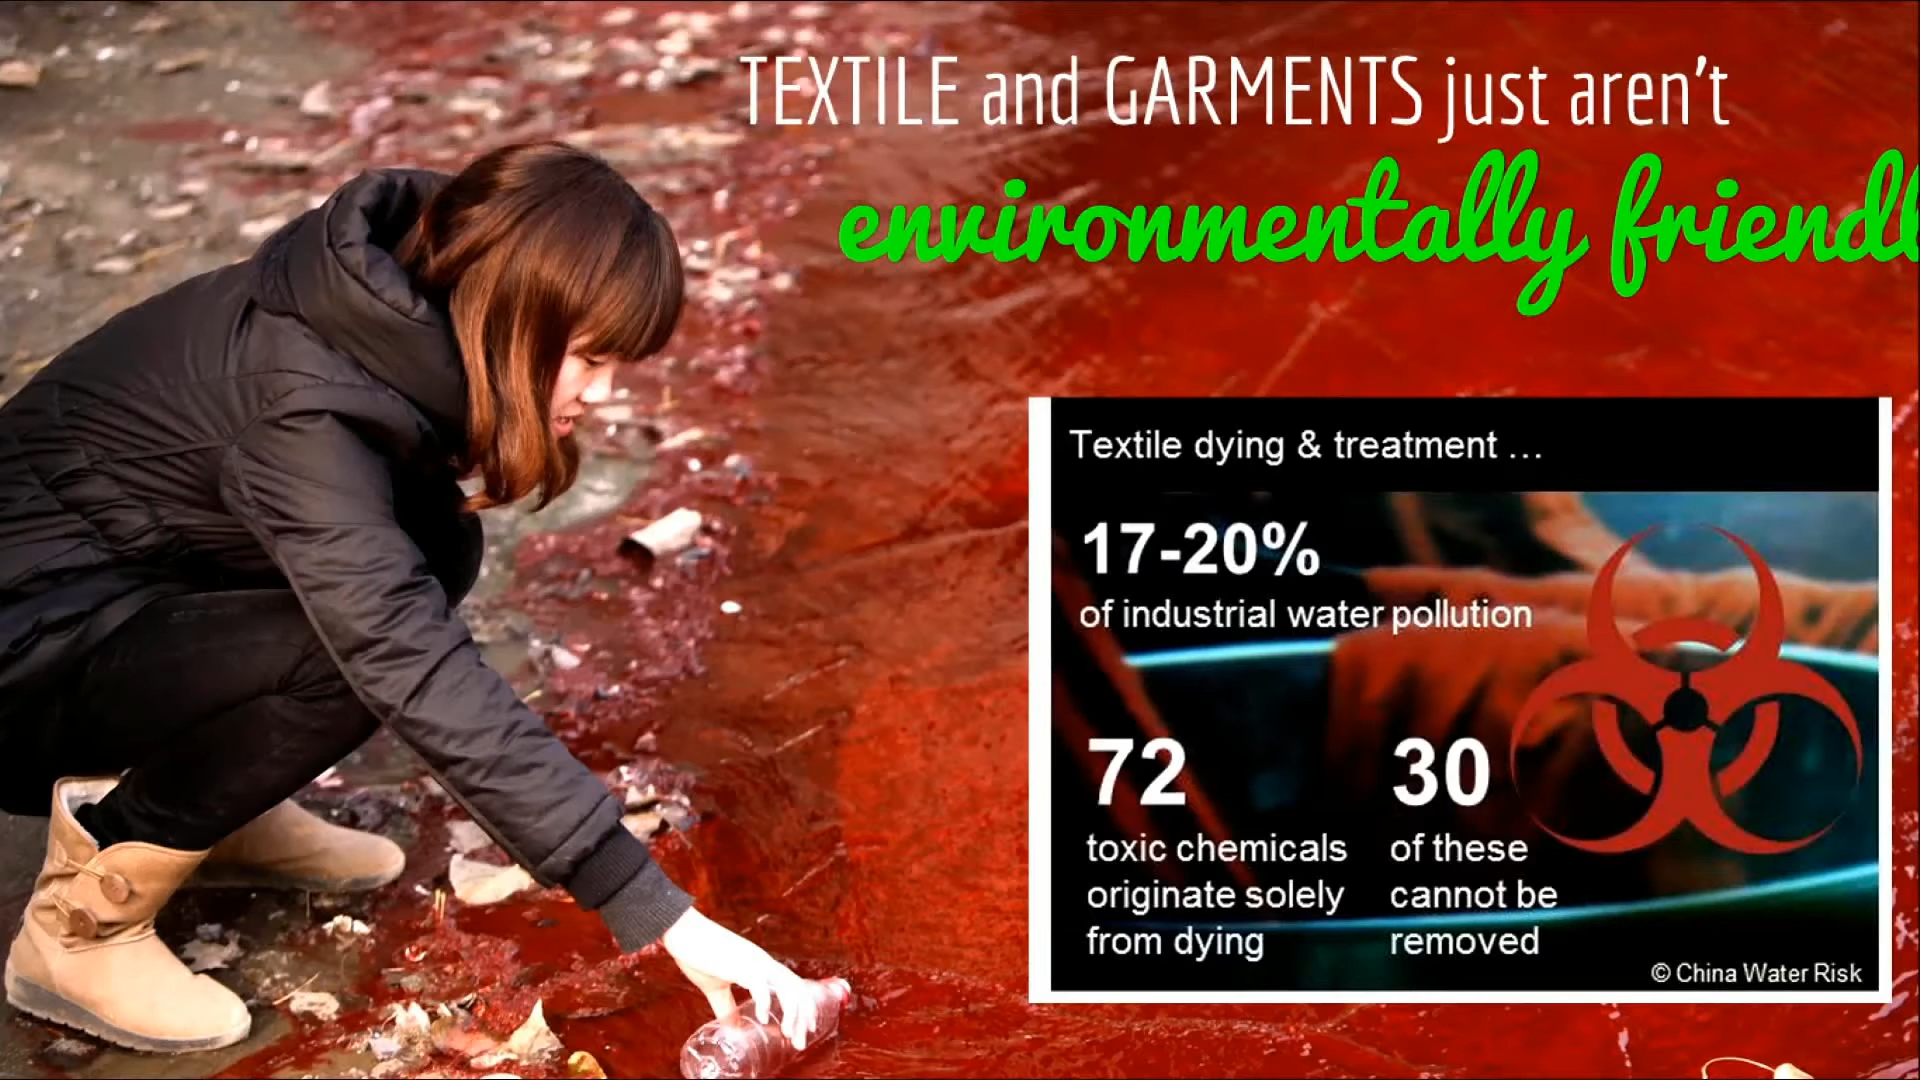 TEXTILE and GARMENTS just aren't
environmentally friendl
Textile dying & treatment ...
17-20%
of industrial water pollution
72
toxic chemicals
originate solely
from dying
30
of these
cannot be
removed
© China Water Risk